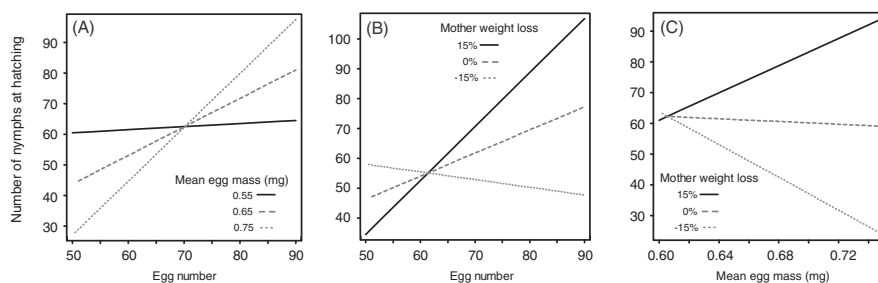 Number of nymphs at hatching
(A)
90
80
70
60
50
40
30
Mean egg mass (mg)
0.55
0.65
0.75
50 60 70 80 90
Egg number
(B)
100
90
80
70
60
50
40
Mother weight loss
15%
0%
-15%
50 60 70 80 90
Egg number
(C)
90
80
70
60
50
40
30
Mother weight loss
15%
0%
-15%
0.60 0.64 0.68 0.72
Mean egg mass (mg)